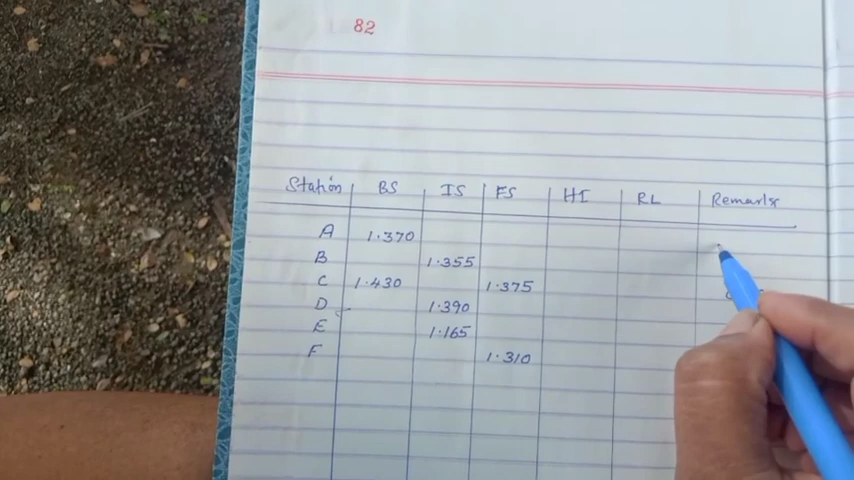 82
Station BS IS FS HI RL Remarks
A 1.370
B 1.355
C 1.430 1.375
D 1.390
E 1.165
F 1.310